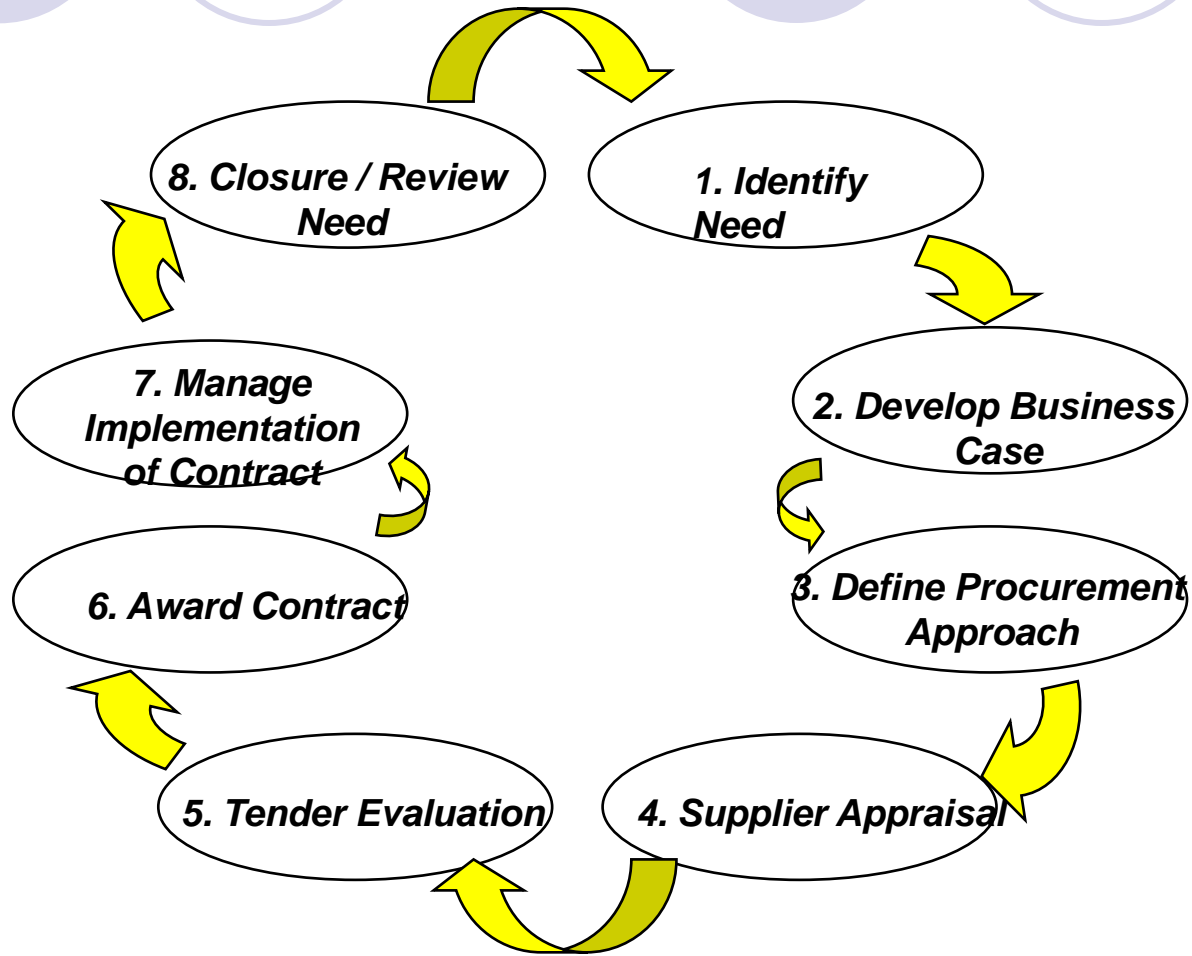 1. Identify
Need
2. Develop Business
Case
3. Define Procurement
Approach
4. Supplier Appraisal
5. Tender Evaluation
6. Award Contract
7. Manage
Implementation
of Contract
8. Closure / Review
Need